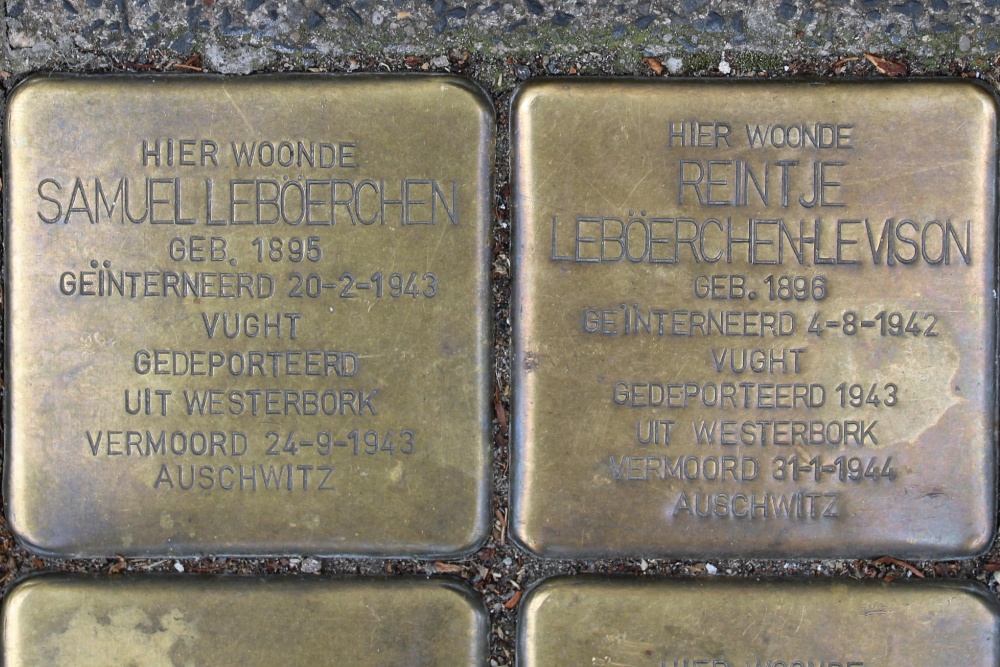 HIER WOONDE
SAMUEL LEBÖERCHEN
GEB. 1895
GEÏNTERNEERD 20-2-1943
VUGHT
GEDEPORTEERD
UIT WESTERBORK
VERMOORD 24-9-1943
AUSCHWITZ
HIER WOONDE
REINTJE
LEBÖERCHEN-LEVISON
GEB. 1896
GEÏNTERNEERD 4-8-1942
VUGHT
GEDEPORTEERD 1943
UIT WESTERBORK
VERMOORD 31-1-1944
AUSCHWITZ
HIER WOONDE